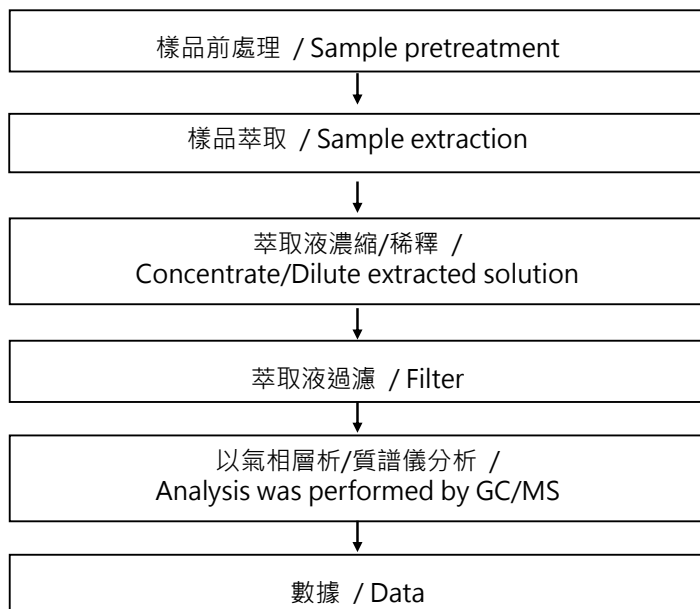 樣品前處理 / Sample pretreatment
樣品萃取 / Sample extraction
萃取液濃縮/稀釋 /
Concentrate/Dilute extracted solution
萃取液過濾 / Filter
以氣相層析/質譜儀分析 /
Analysis was performed by GC/MS
數據 / Data